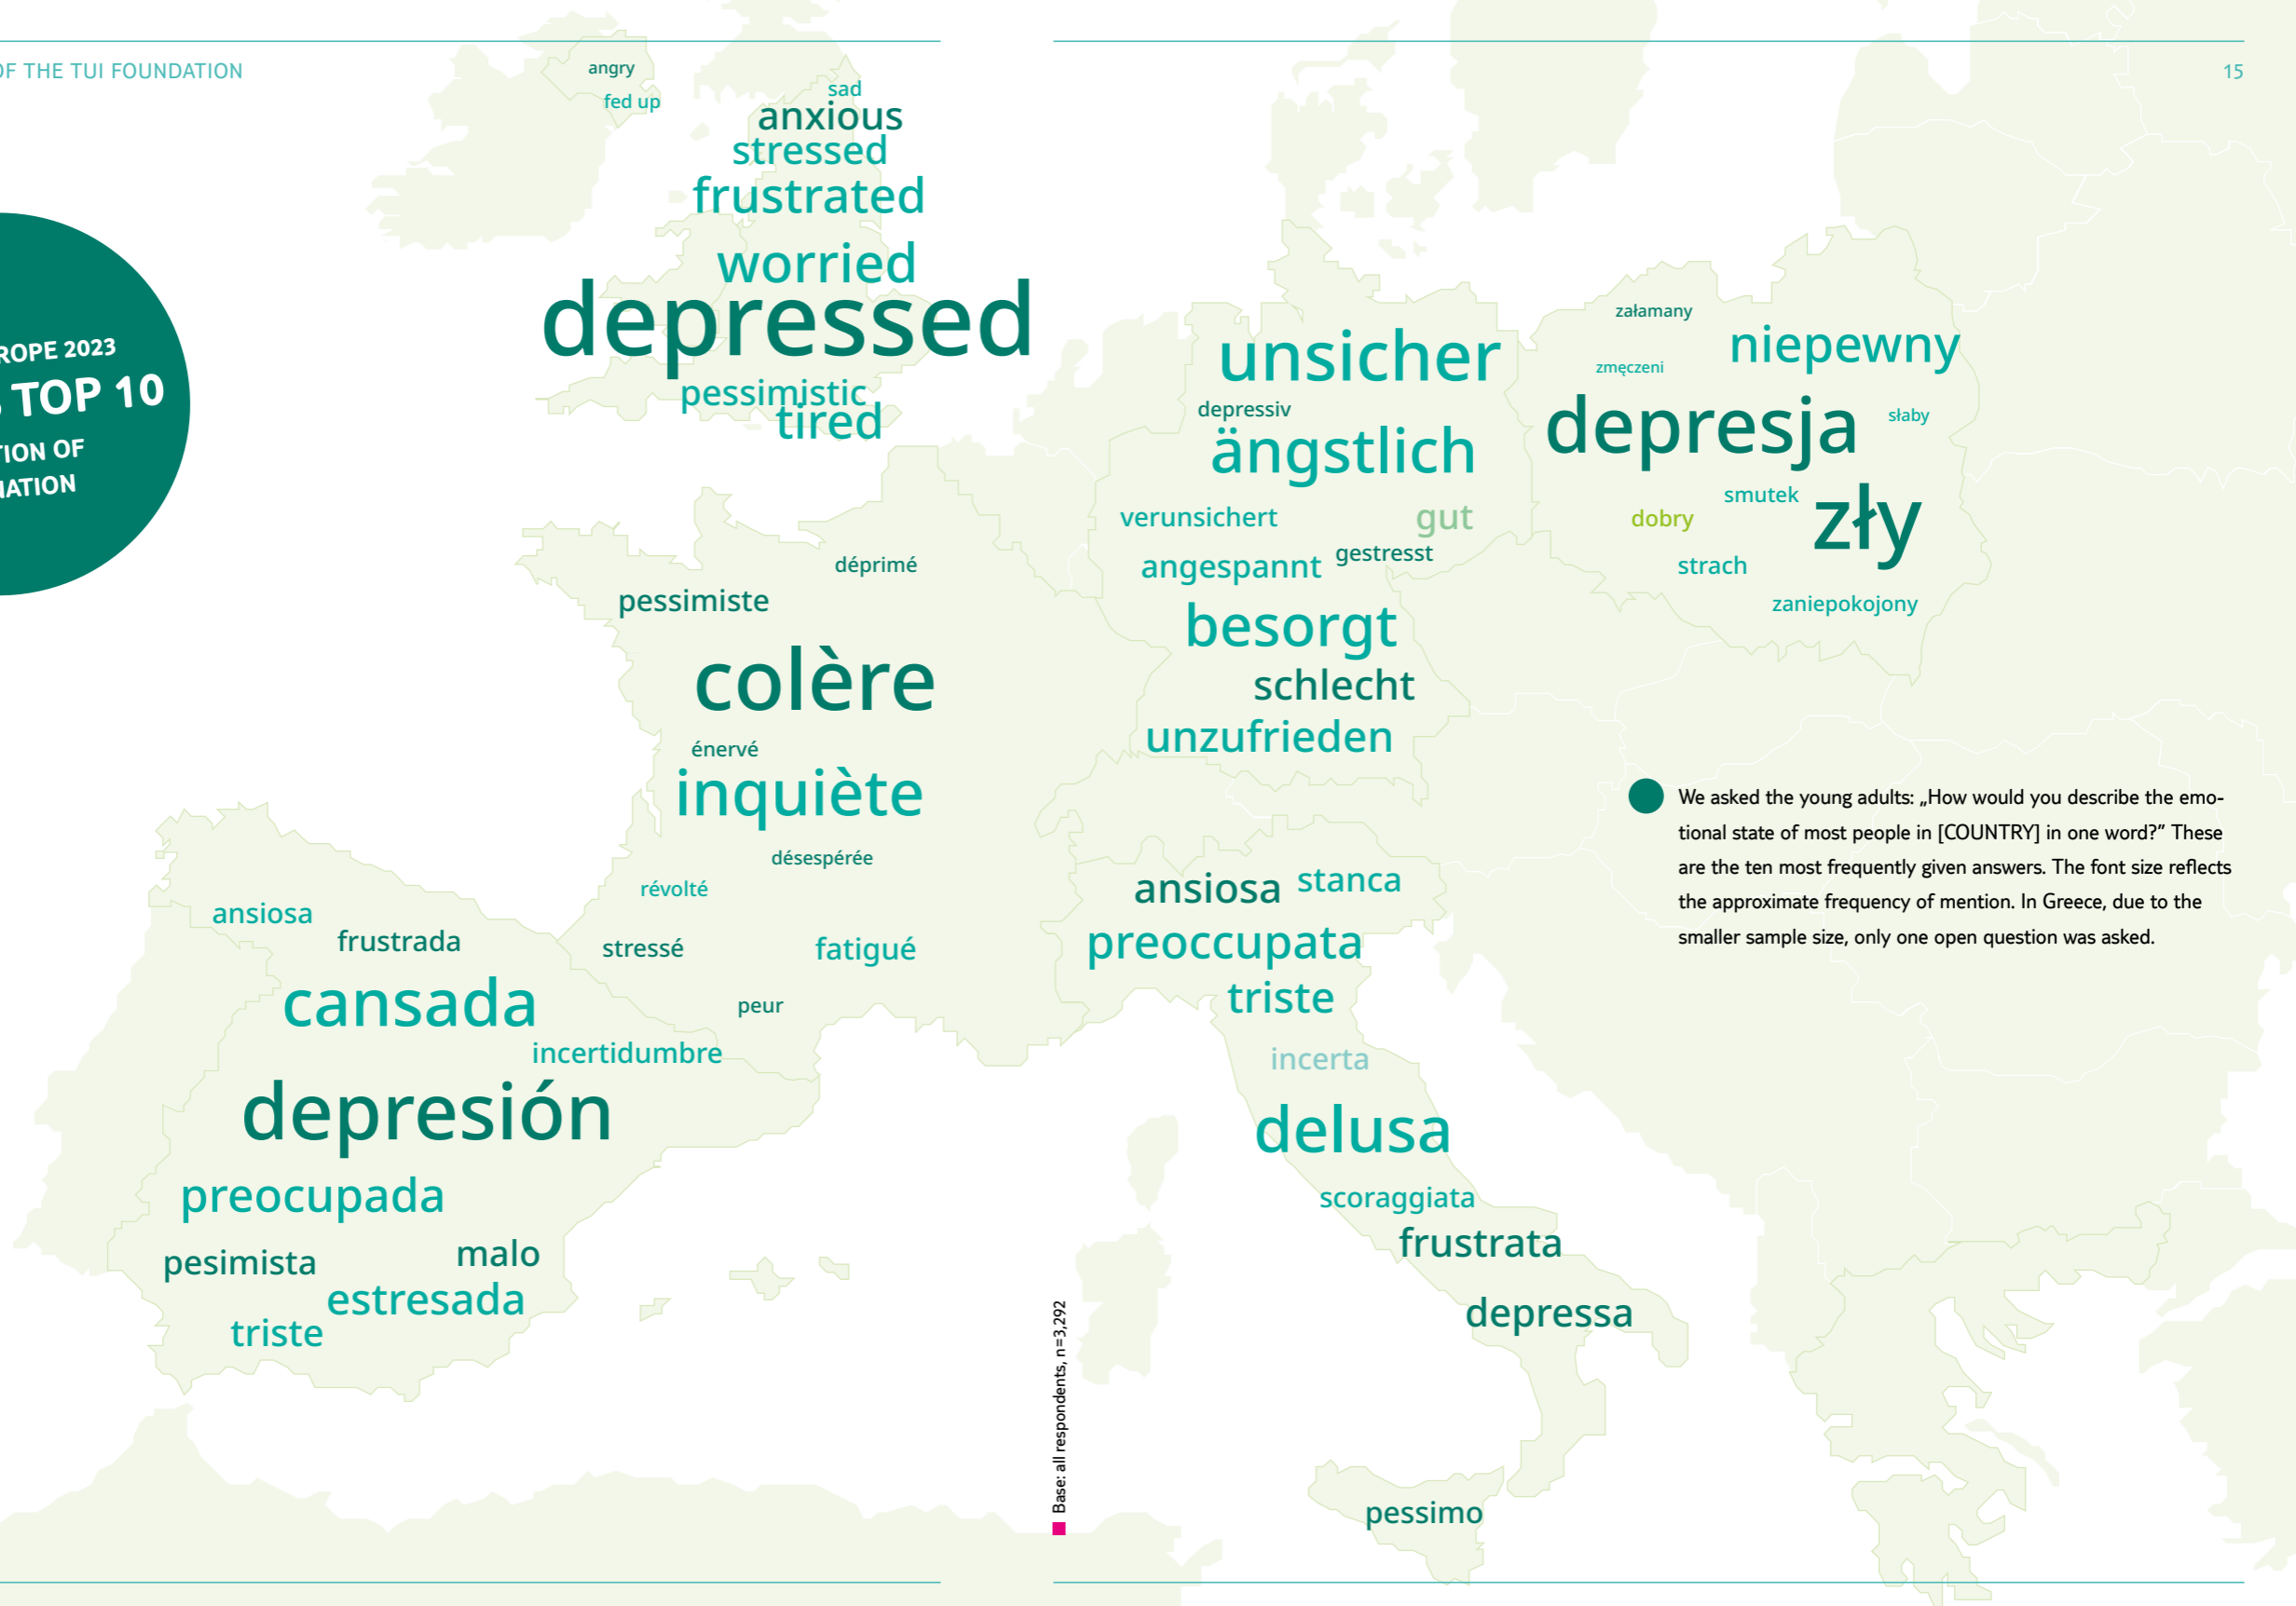 OF THE TUI FOUNDATION
15
EUROPE 2023
TOP 10
OF
angry
fed up
sad
anxious
stressed
frustrated
worried
depressed
pessimistic
tired
unsicher
depressiv
ängstlich
verunsichert
gut
gestresst
angespannt
besorgt
schlecht
unzufrieden
załamany
niepewny
zmęczeni
depresja
słaby
smutek
zły
dobry
strach
zaniepokojony
déprimé
pessimiste
colère
énervé
inquiète
désespérée
révolté
stressé
fatigué
peur
ansiosa
frustrada
cansada
incertidumbre
depresión
preocupada
malo
pesimista
estresada
triste
ansiosa
stanca
preoccupata
triste
incerta
delusa
scoraggiata
frustrata
depressa
pessimo
We asked the young adults: „How would you describe the emo-
tional state of most people in [COUNTRY] in one word?” These
are the ten most frequently given answers. The font size reflects
the approximate frequency of mention. In Greece, due to the
smaller sample size, only one open question was asked.
Base: all respondents, n=3,292